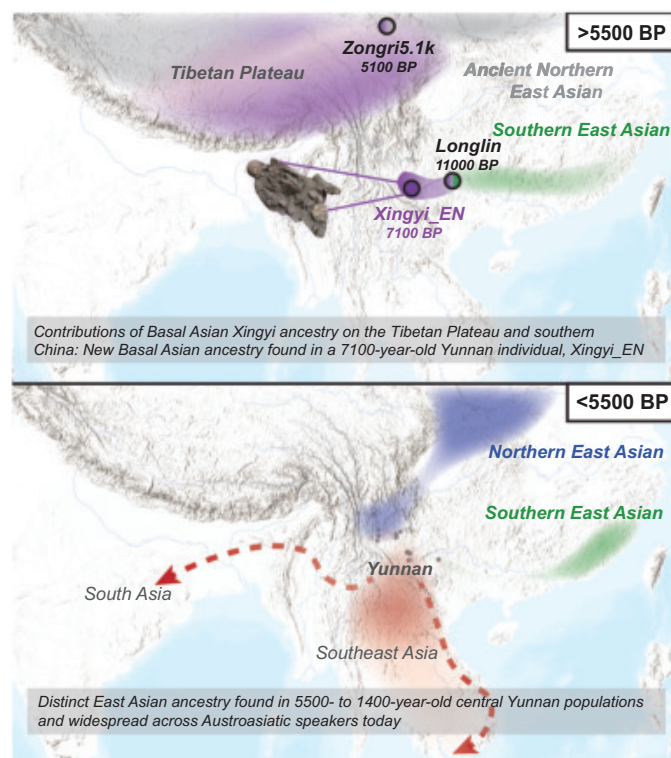 >5500 BP
Zongri5.1k
5100 BP
Tibetan Plateau
Ancient Northern
East Asian
Southern East Asian
Longlin
11000 BP
Xingyi_EN
7100 BP
Contributions of Basal Asian Xingyi ancestry on the Tibetan Plateau and southern
China: New Basal Asian ancestry found in a 7100-year-old Yunnan individual, Xingyi_EN
<5500 BP
Northern East Asian
Southern East Asian
Yunnan
South Asia
Southeast Asia
Distinct East Asian ancestry found in 5500- to 1400-year-old central Yunnan populations
and widespread across Austroasiatic speakers today